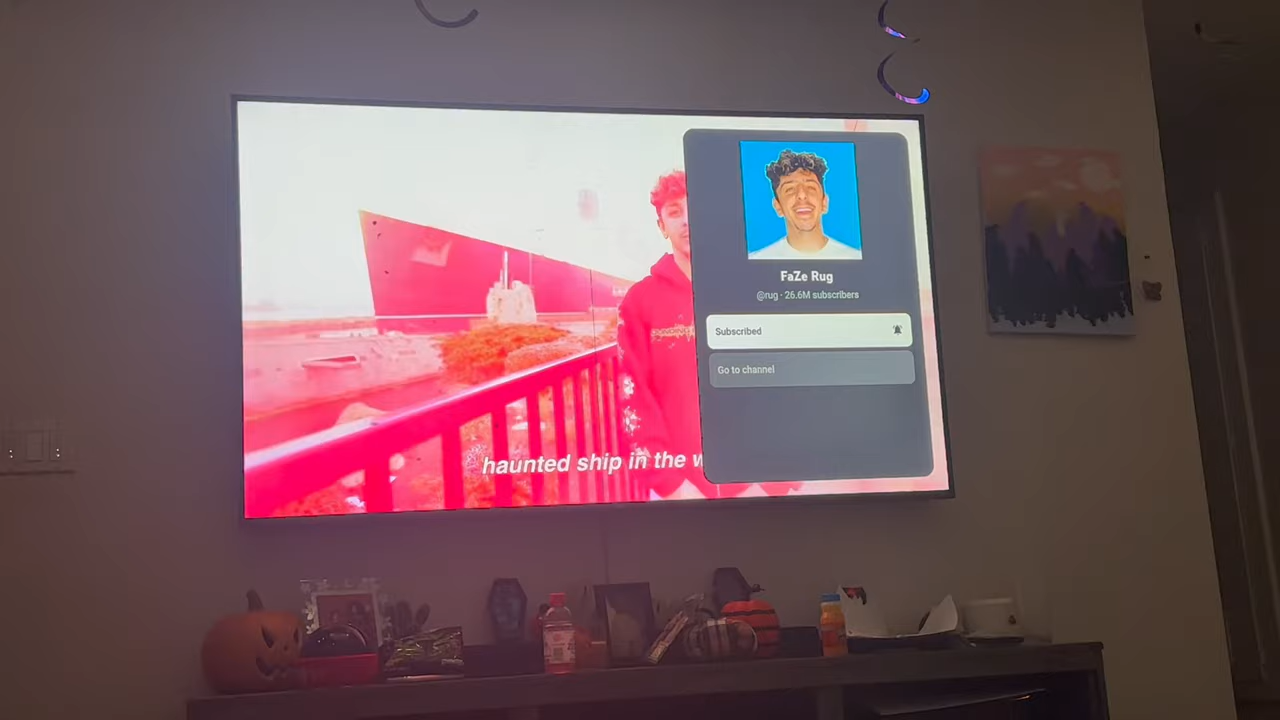 FaZe Rug
@rug · 26.6M subscribers
Subscribed
Go to channel
haunted ship in the